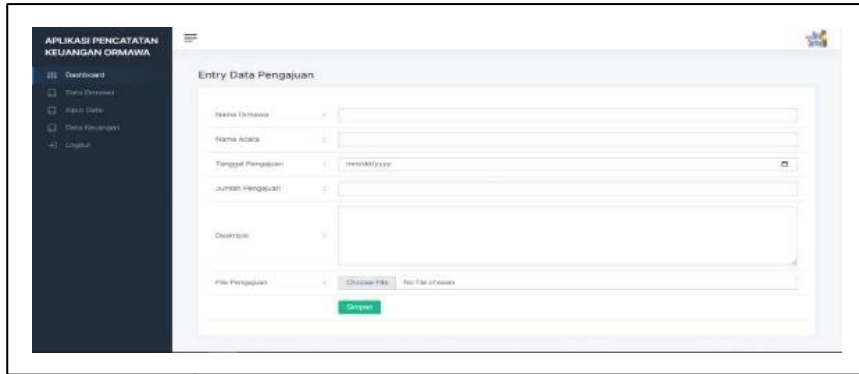 APLIKASI PENCATATAN
KEUANGAN ORMAWA
Dashboard
Data Ormawa
Input Data
Data Keuangan
Logout
Entry Data Pengajuan
Nama Ormawa :
Nama Acara :
Tanggal Pengajuan : mm/dd/yyyy
Jumlah Pengajuan :
Deskripsi :
File Pengajuan : Choose File No file chosen
Simpan